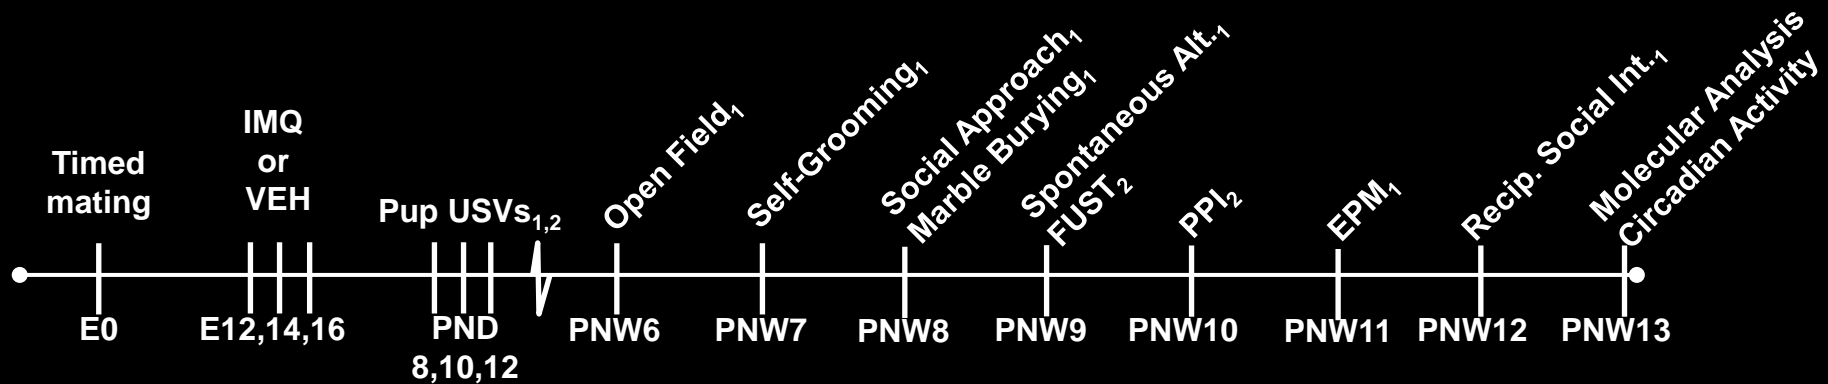 Timed
mating
IMQ
or
VEH
Pup USVs1,2
Open Field1
Self-Grooming1
Social Approach1
Marble Burying1
Spontaneous Alt.1
FUST2
PPI2
EPM1
Recip. Social Int.1
Molecular Analysis
Circadian Activity
E0
E12,14,16
PND
8,10,12
PNW6
PNW7
PNW8
PNW9
PNW10
PNW11
PNW12
PNW13